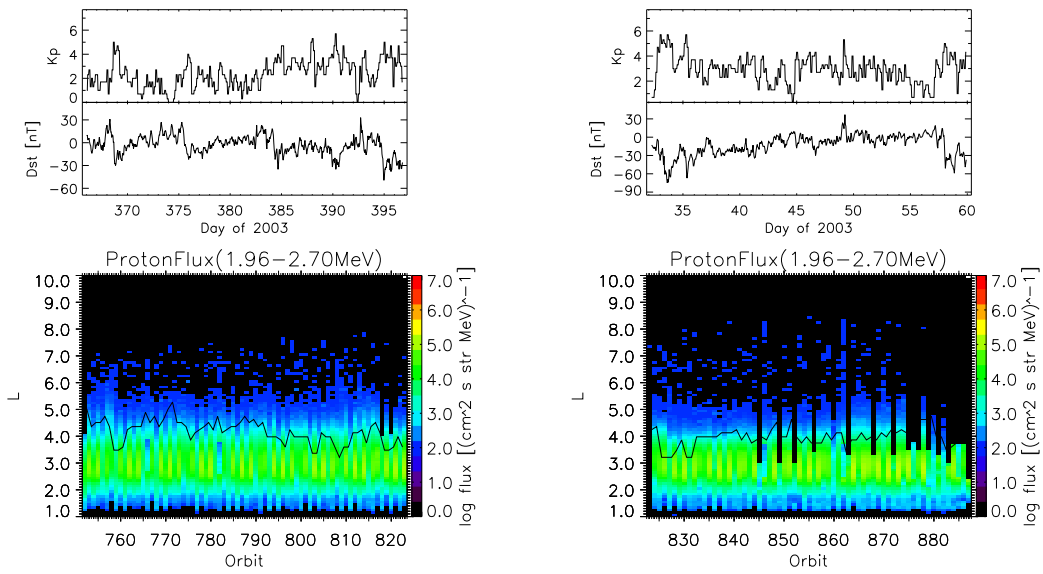 6
4
2
0
Kp
30
0
−30
−60
Dst [nT]
370 375 380 385 390 395
Day of 2003
ProtonFlux(1.96−2.70MeV)
10.0
9.0
8.0
7.0
6.0
5.0
4.0
3.0
2.0
1.0
L
760 770 780 790 800 810 820
Orbit
7.0
6.0
5.0
4.0
3.0
2.0
1.0
0.0
log flux [(cm^2 s str MeV)^−1]
6
4
2
0
Kp
30
0
−30
−60
−90
Dst [nT]
35 40 45 50 55 60
Day of 2003
ProtonFlux(1.96−2.70MeV)
10.0
9.0
8.0
7.0
6.0
5.0
4.0
3.0
2.0
1.0
L
830 840 850 860 870 880
Orbit
7.0
6.0
5.0
4.0
3.0
2.0
1.0
0.0
log flux [(cm^2 s str MeV)^−1]